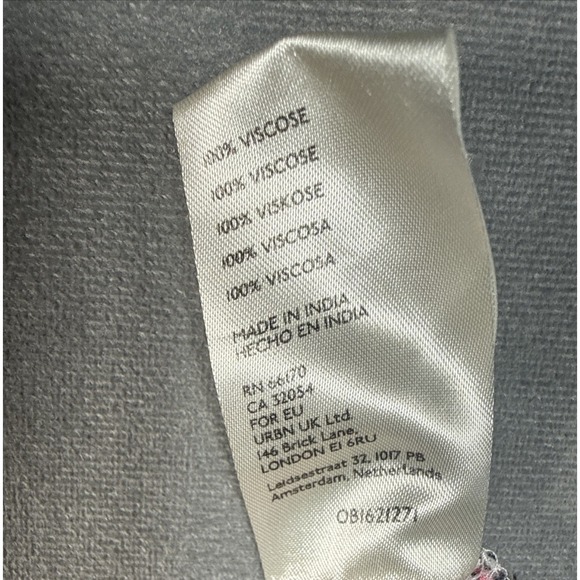 100% VISCOSE
100% VISCOSE
100% VISKOSE
100% VISCOSA
100% VISCOSA
MADE IN INDIA
HECHO EN INDIA
RN 66170
CA 32054
FOR EU
URBN UK Ltd.
146 Brick Lane,
LONDON E1 6RU
Leidsestraat 32, 1017 PB
Amsterdam, Netherlands
OB1621271